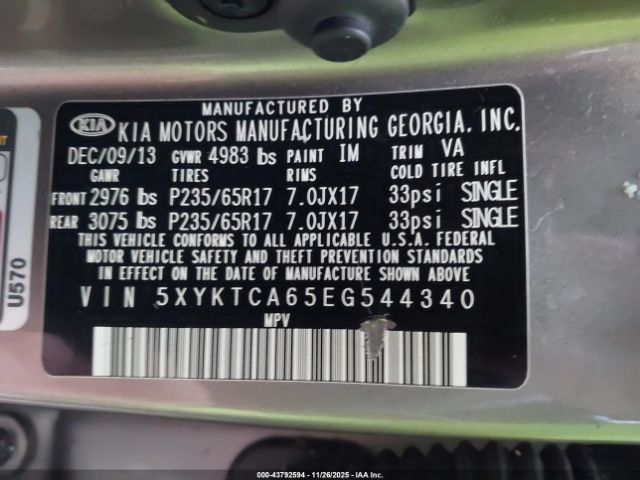 MANUFACTURED BY
KIA KIA MOTORS MANUFACTURING GEORGIA, INC.
DEC/09/13 GVWR 4983 lbs PAINT IM TRIM VA
GAWR TIRES RIMS COLD TIRE INFL
FRONT 2976 lbs P235/65R17 7.0JX17 33psi SINGLE
REAR 3075 lbs P235/65R17 7.0JX17 33psi SINGLE
THIS VEHICLE CONFORMS TO ALL APPLICABLE U.S.A. FEDERAL
MOTOR VEHICLE SAFETY AND THEFT PREVENTION STANDARDS
IN EFFECT ON THE DATE OF MANUFACTURE SHOWN ABOVE
VIN 5XYKTCA65EG544340
MPV
U570
000-43792594 - 11/26/2025 - IAA Inc.